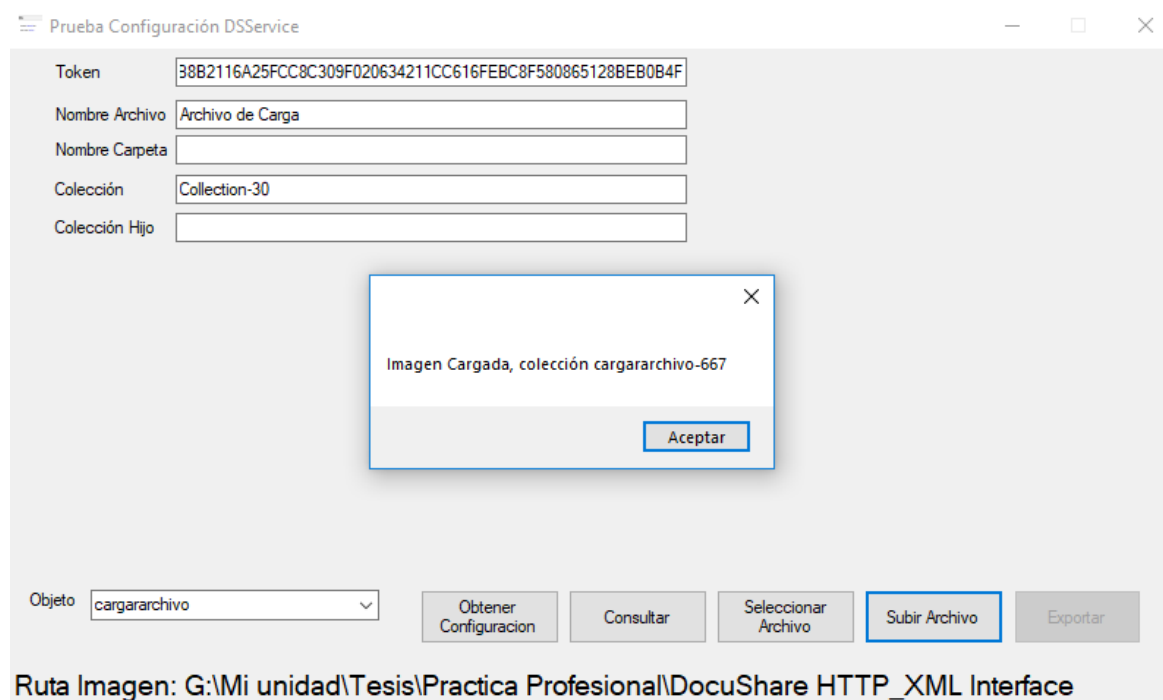 Prueba Configuración DSService
Token 38B2116A25FCC8C309F020634211CC616FEBC8F580865128BEB0B4F
Nombre Archivo Archivo de Carga
Nombre Carpeta
Colección Collection-30
Colección Hijo
Imagen Cargada, colección cargararchivo-667
Aceptar
Objeto cargararchivo
Obtener
Configuracion
Consultar
Seleccionar
Archivo
Subir Archivo
Exportar
Ruta Imagen: G:\Mi unidad\Tesis\Practica Profesional\DocuShare HTTP_XML Interface